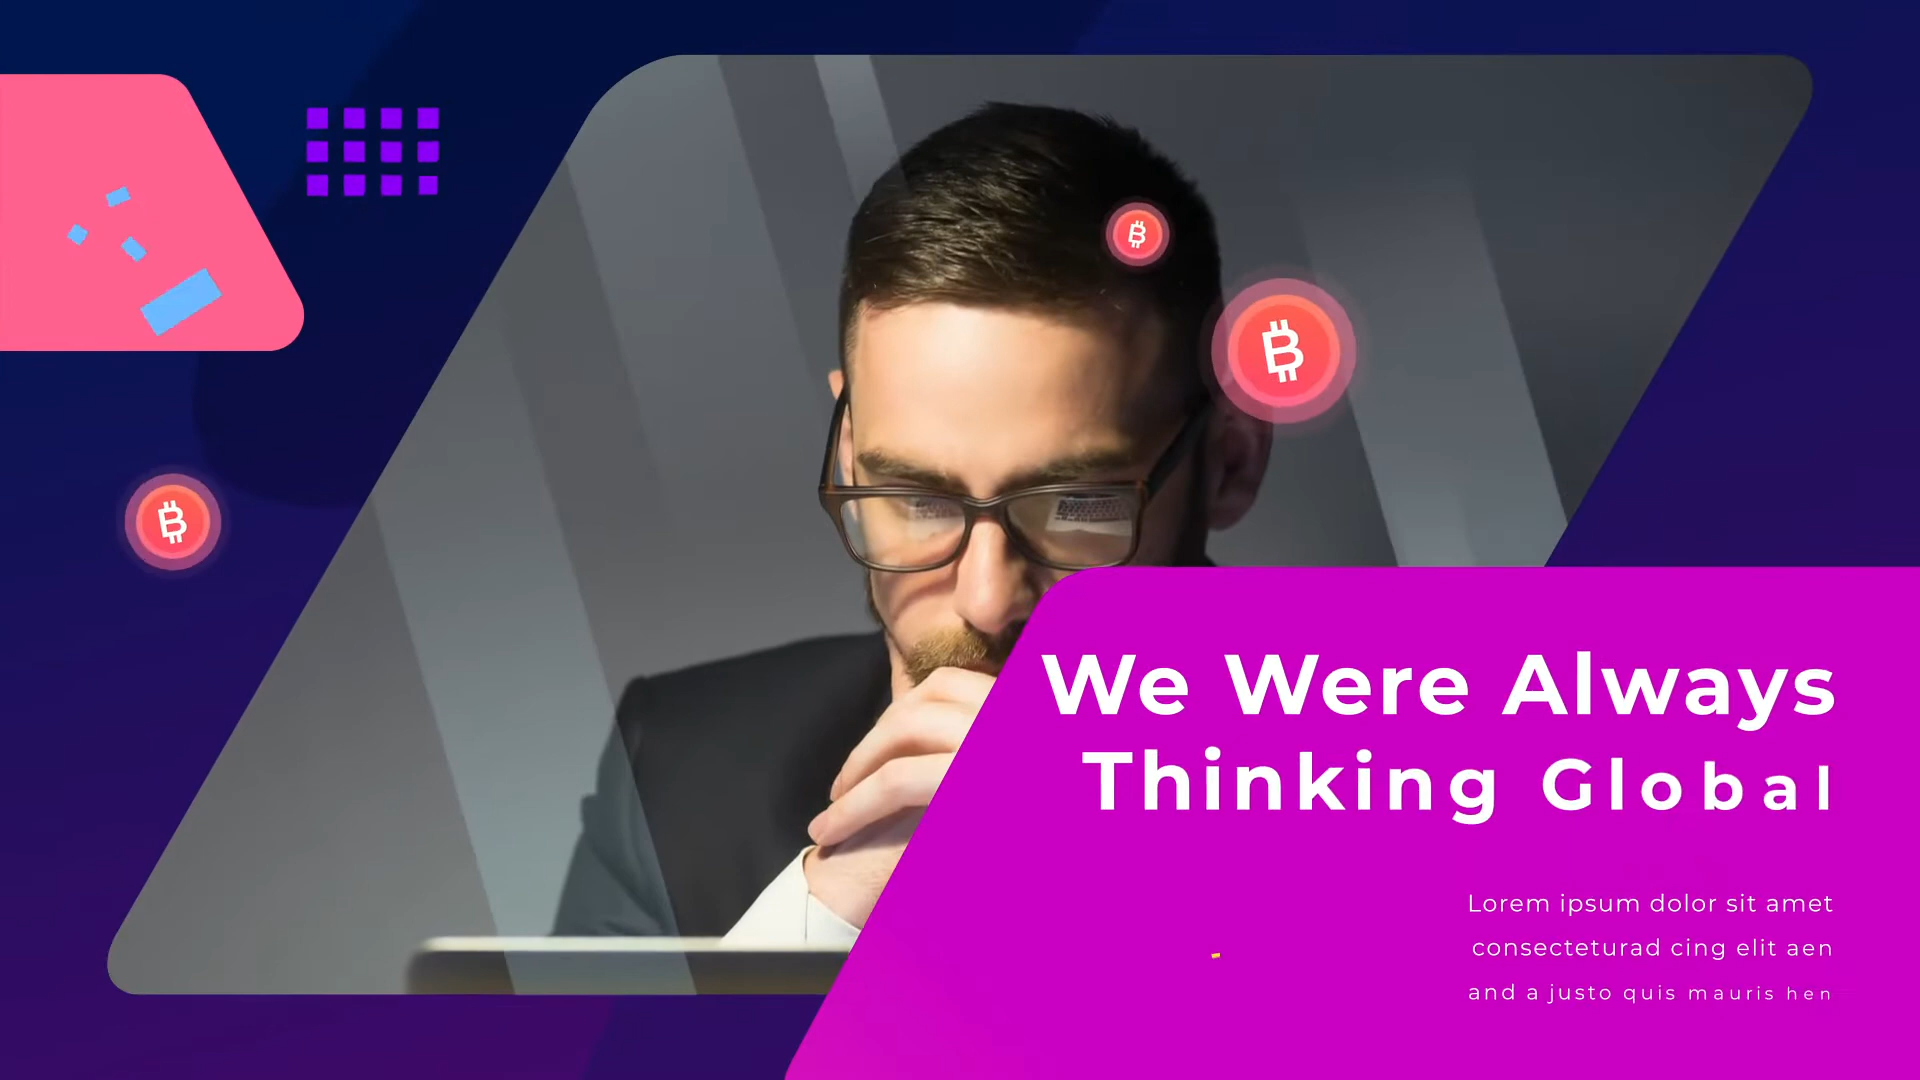 We Were Always
Thinking Global
Lorem ipsum dolor sit amet
consecteturad cing elit aen
and a justo quis mauris hen